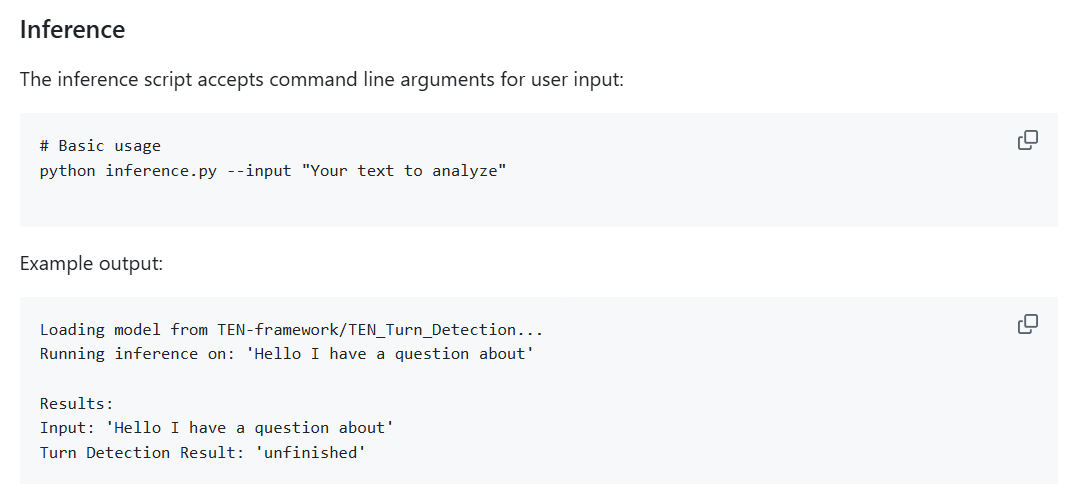 Inference
The inference script accepts command line arguments for user input:
# Basic usage
python inference.py --input "Your text to analyze"
Example output:
Loading model from TEN-framework/TEN_Turn_Detection...
Running inference on: 'Hello I have a question about'
Results:
Input: 'Hello I have a question about'
Turn Detection Result: 'unfinished'